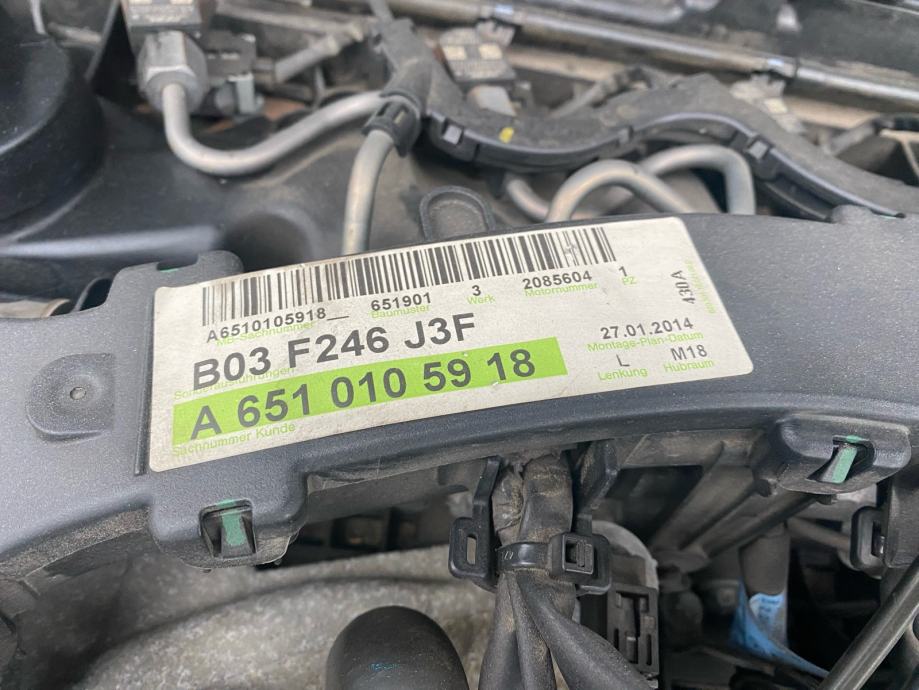 A6510105918__ 651901 3 2085604 1
MB-Sachnummer Baumuster Werk Motornummer PZ
430A
B03 F246 J3F
27.01.2014
Sonderausführungen
Montage-Plan-Datum
A 651 010 59 18
L M18
Lenkung Hubraum
Sachnummer Kunde